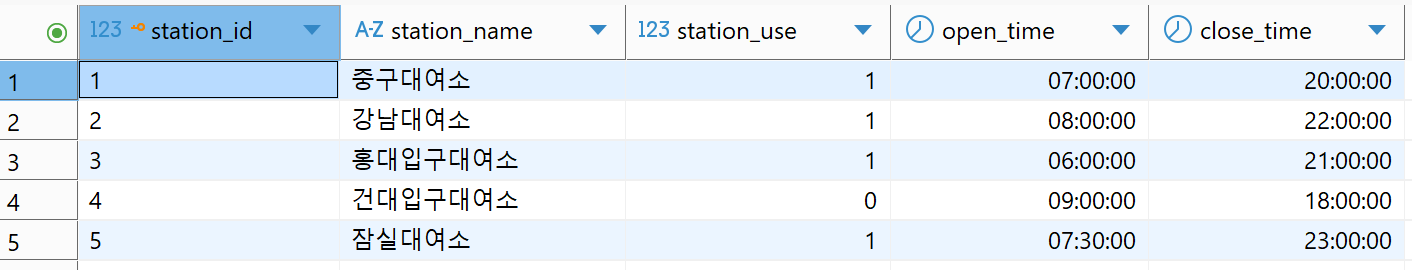 123 station_id A-Z station_name 123 station_use open_time close_time
1 1 중구대여소 1 07:00:00 20:00:00
2 2 강남대여소 1 08:00:00 22:00:00
3 3 홍대입구대여소 1 06:00:00 21:00:00
4 4 건대입구대여소 0 09:00:00 18:00:00
5 5 잠실대여소 1 07:30:00 23:00:00